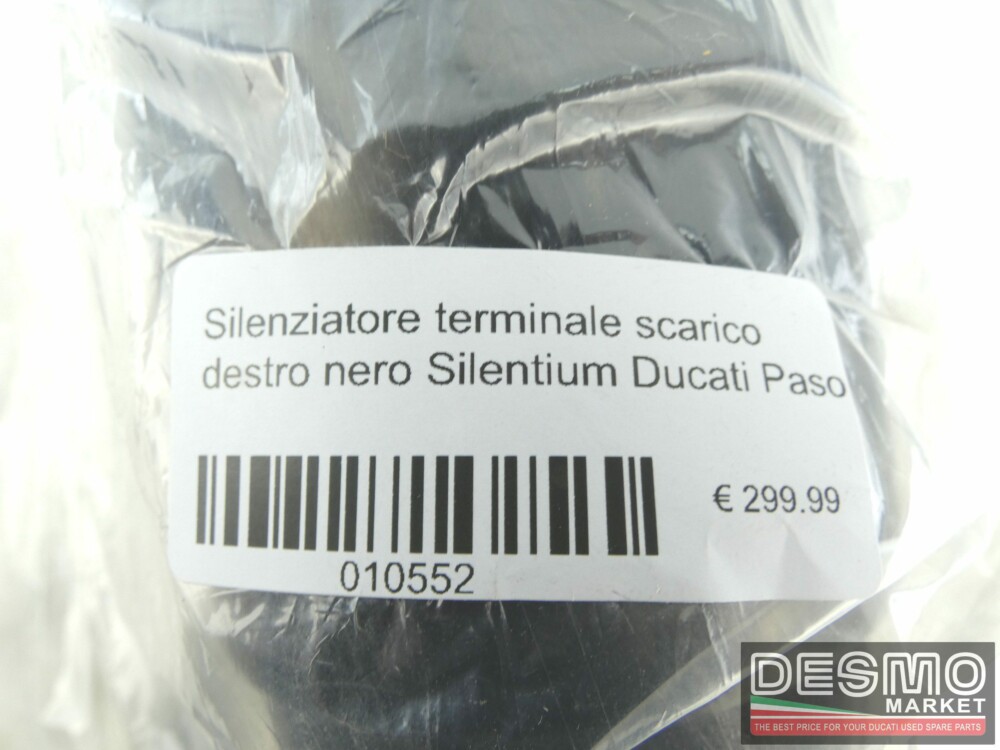 Silenziatore terminale scarico
destro nero Silentium Ducati Paso
€ 299.99
010552
DESMO
MARKET
THE BEST PRICE FOR YOUR DUCATI USED SPARE PARTS